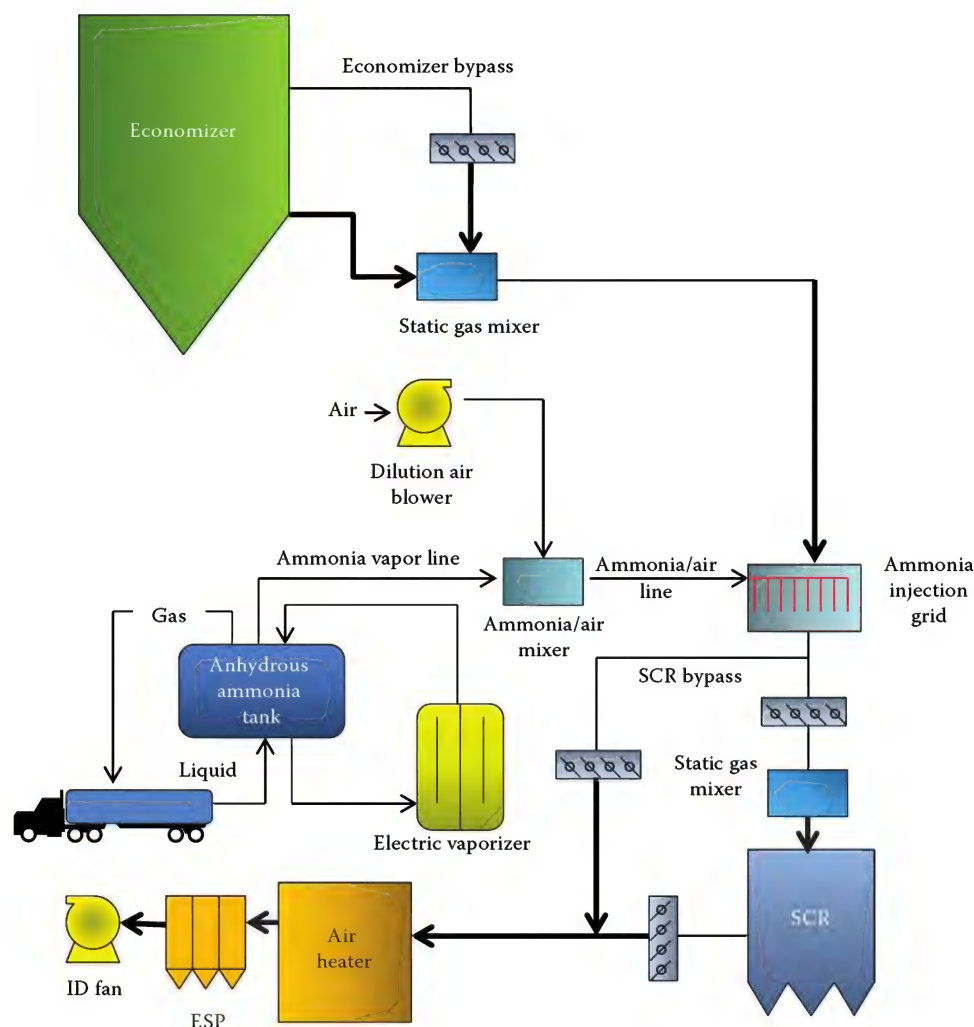 Economizer bypass
Economizer
Static gas mixer
Air
Dilution air
blower
Ammonia vapor line
Ammonia/air
line
Ammonia
injection
grid
Gas
Ammonia/air
mixer
Anhydrous
ammonia
tank
SCR bypass
Liquid
Static gas
mixer
Electric vaporizer
SCR
Air
heater
ID fan
ESP